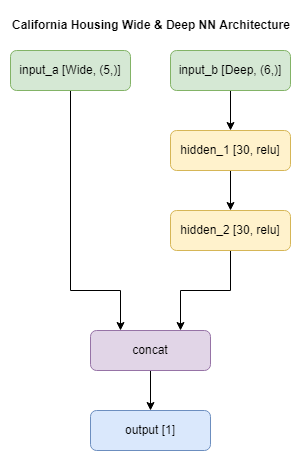 California Housing Wide & Deep NN Architecture
input_a [Wide, (5,)]
input_b [Deep, (6,)]
hidden_1 [30, relu]
hidden_2 [30, relu]
concat
output [1]